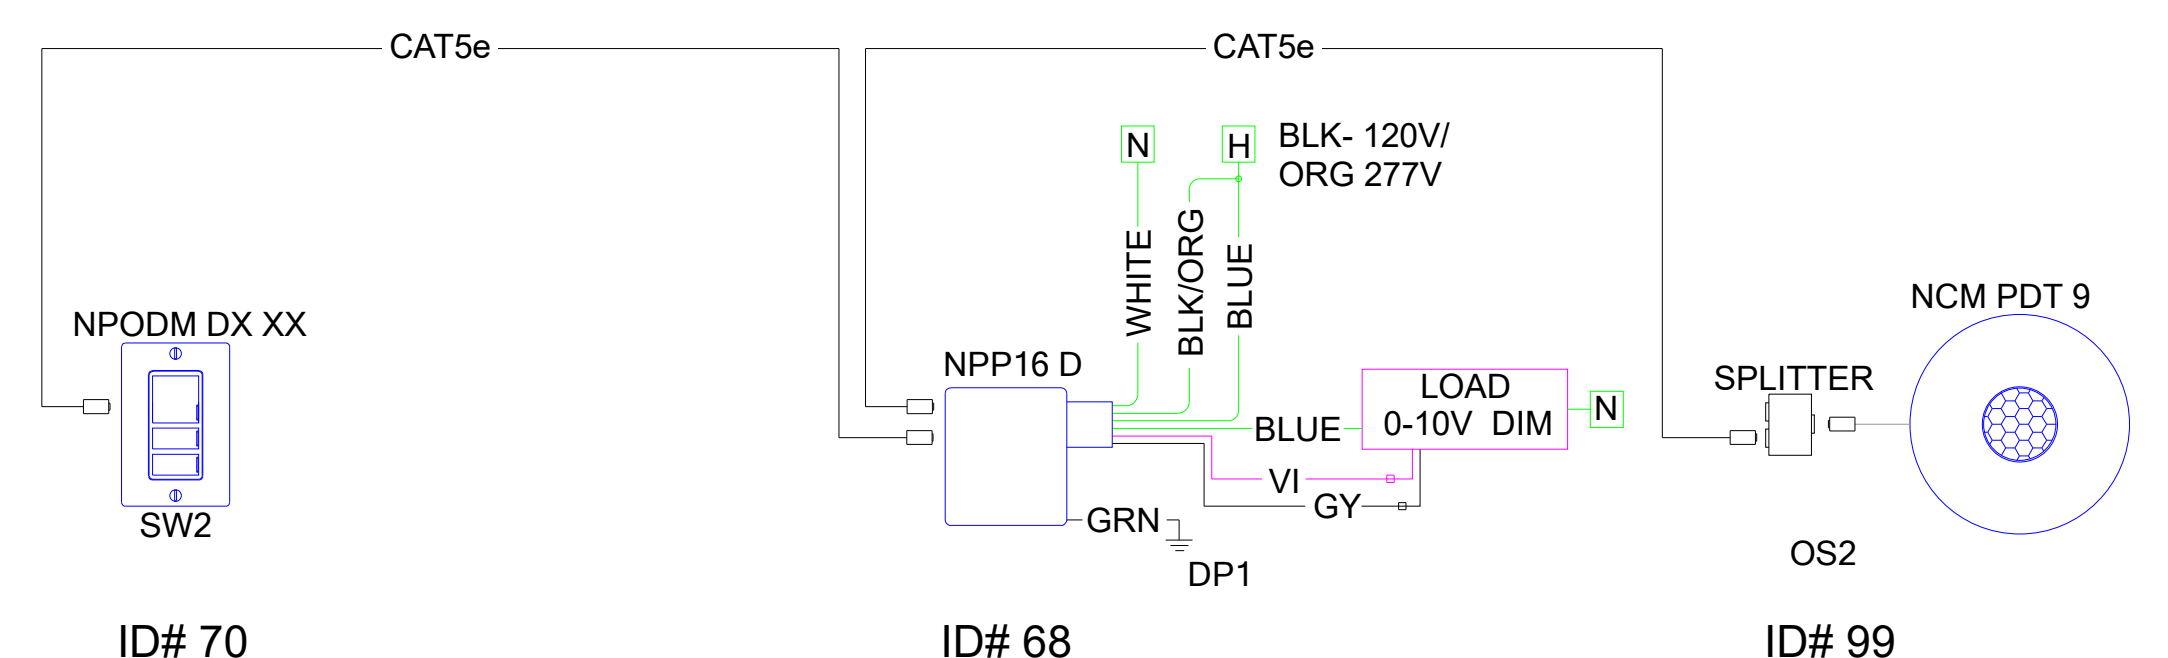 CAT5e
CAT5e
N
H
BLK- 120V/
ORG 277V
WHITE
BLK/ORG
BLUE
NPODM DX XX
SW2
NPP16 D
LOAD
0-10V DIM
N
BLUE
VI
GY
GRN
DP1
NCM PDT 9
SPLITTER
OS2
ID# 70
ID# 68
ID# 99